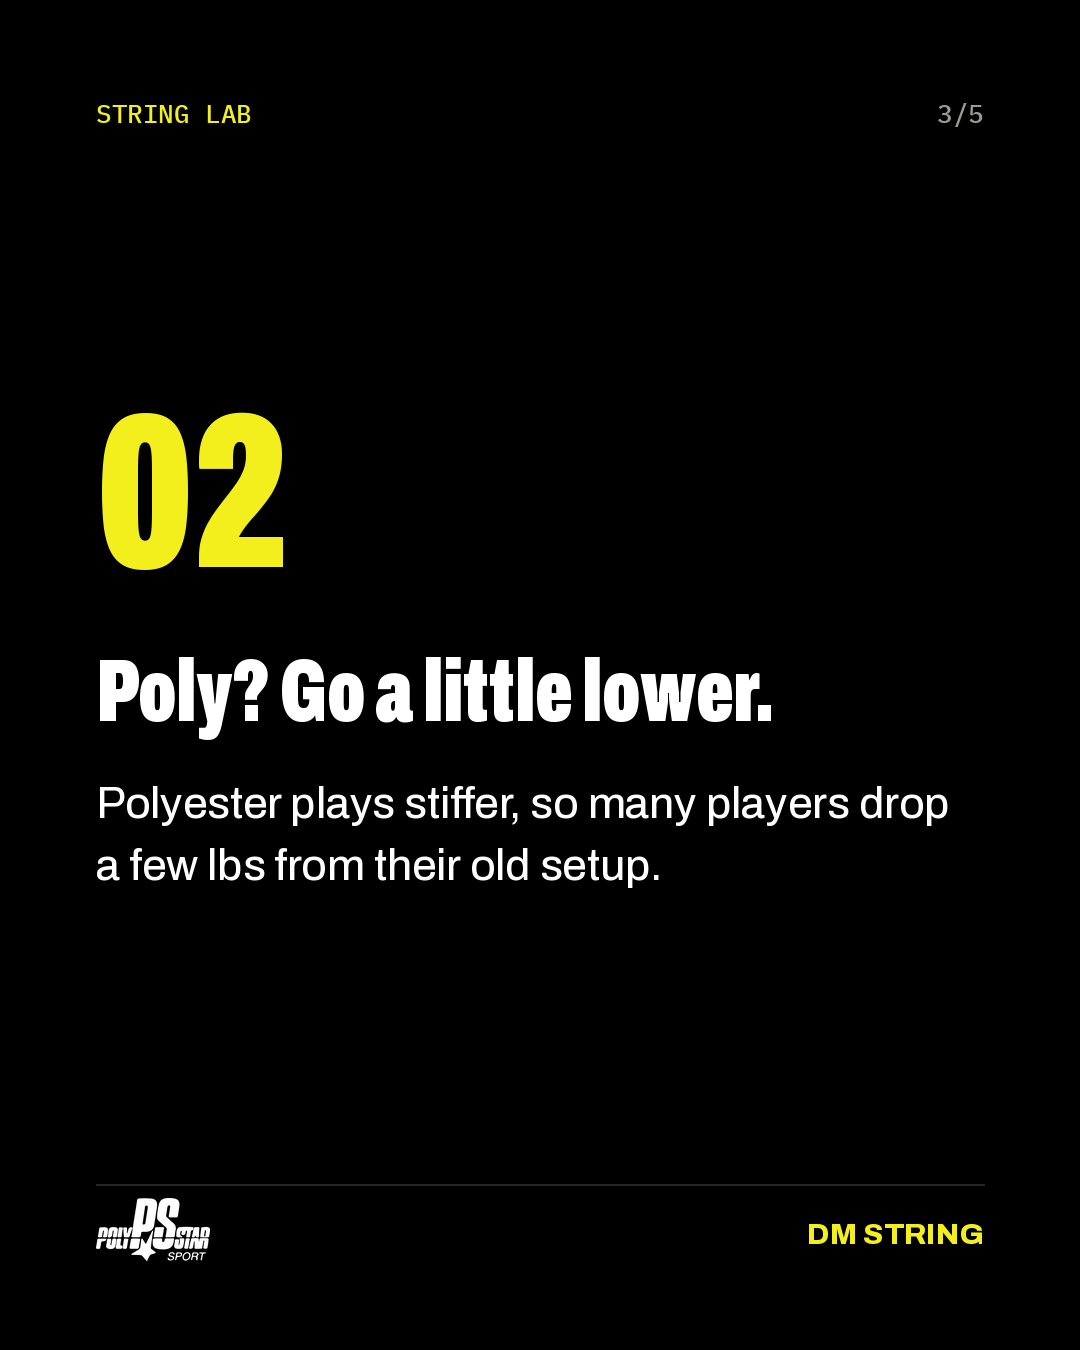 STRING LAB
3/5
02
Poly? Go a little lower.
Polyester plays stiffer, so many players drop
a few lbs from their old setup.
POLY PS STAR
SPORT
DM STRING